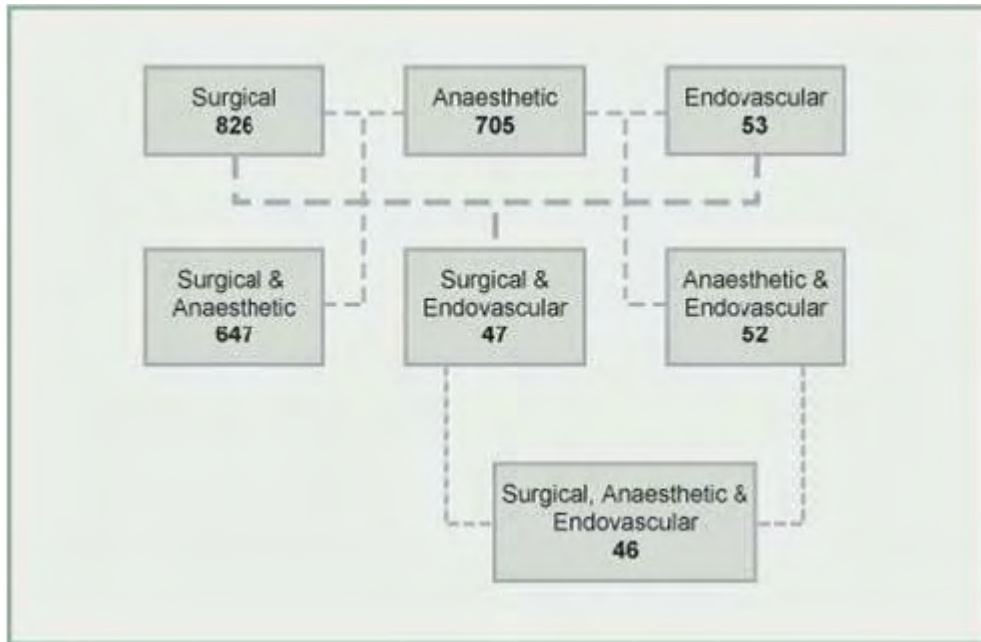 Surgical
826
Anaesthetic
705
Endovascular
53
Surgical &
Anaesthetic
647
Surgical &
Endovascular
47
Anaesthetic &
Endovascular
52
Surgical, Anaesthetic &
Endovascular
46